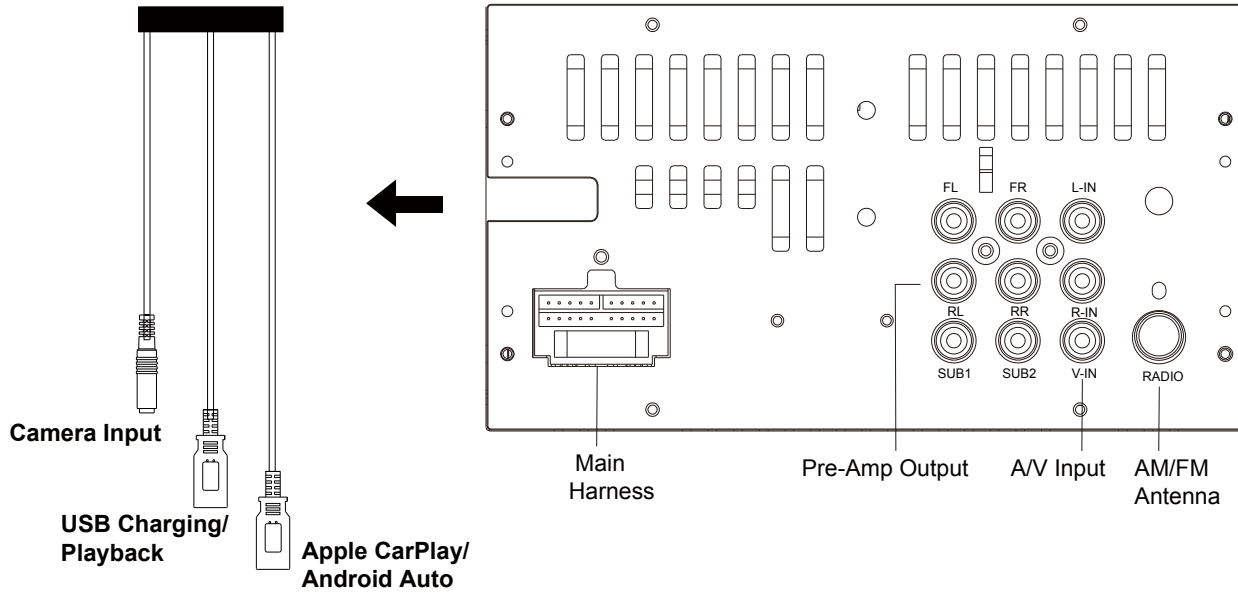 FL FR L-IN
RL RR R-IN
SUB1 SUB2 V-IN RADIO
Camera Input
Main
Harness
Pre-Amp Output
A/V Input
AM/FM
Antenna
USB Charging/
Playback
Apple CarPlay/
Android Auto